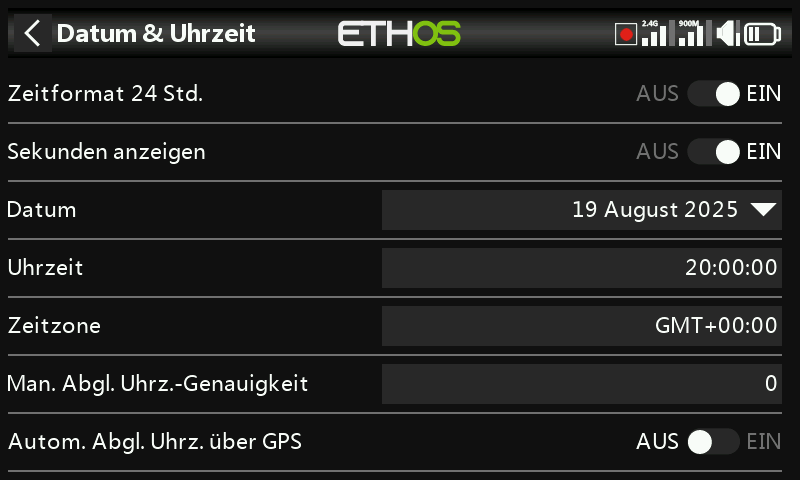 Datum & Uhrzeit ETHOS 2.4G 900M
Zeitformat 24 Std. AUS EIN
Sekunden anzeigen AUS EIN
Datum 19 August 2025
Uhrzeit 20:00:00
Zeitzone GMT+00:00
Man. Abgl. Uhrz.-Genauigkeit 0
Autom. Abgl. Uhrz. über GPS AUS EIN